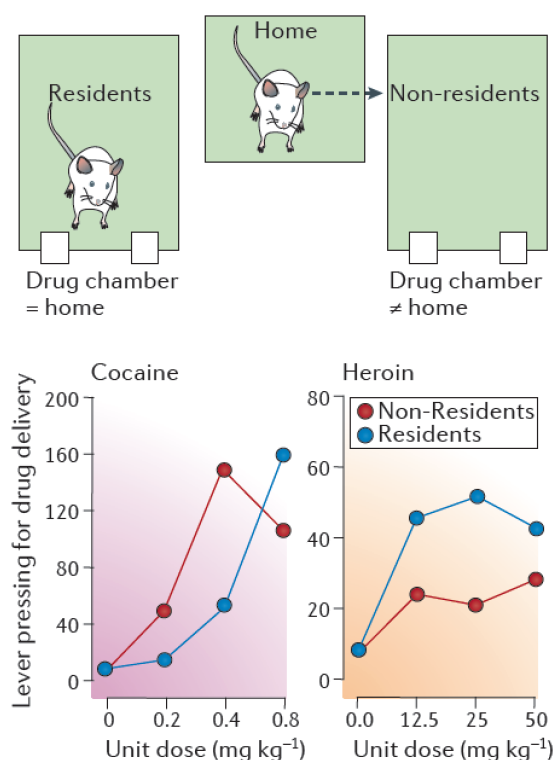 Home
Residents
Non-residents
Drug chamber
= home
Drug chamber
≠ home
Cocaine
Heroin
Lever pressing for drug delivery
200
160
120
80
40
0
0
0.2
0.4
0.8
Unit dose (mg kg⁻¹)
80
60
40
20
0
Non-Residents
Residents
0.0
12.5
25
50
Unit dose (mg kg⁻¹)